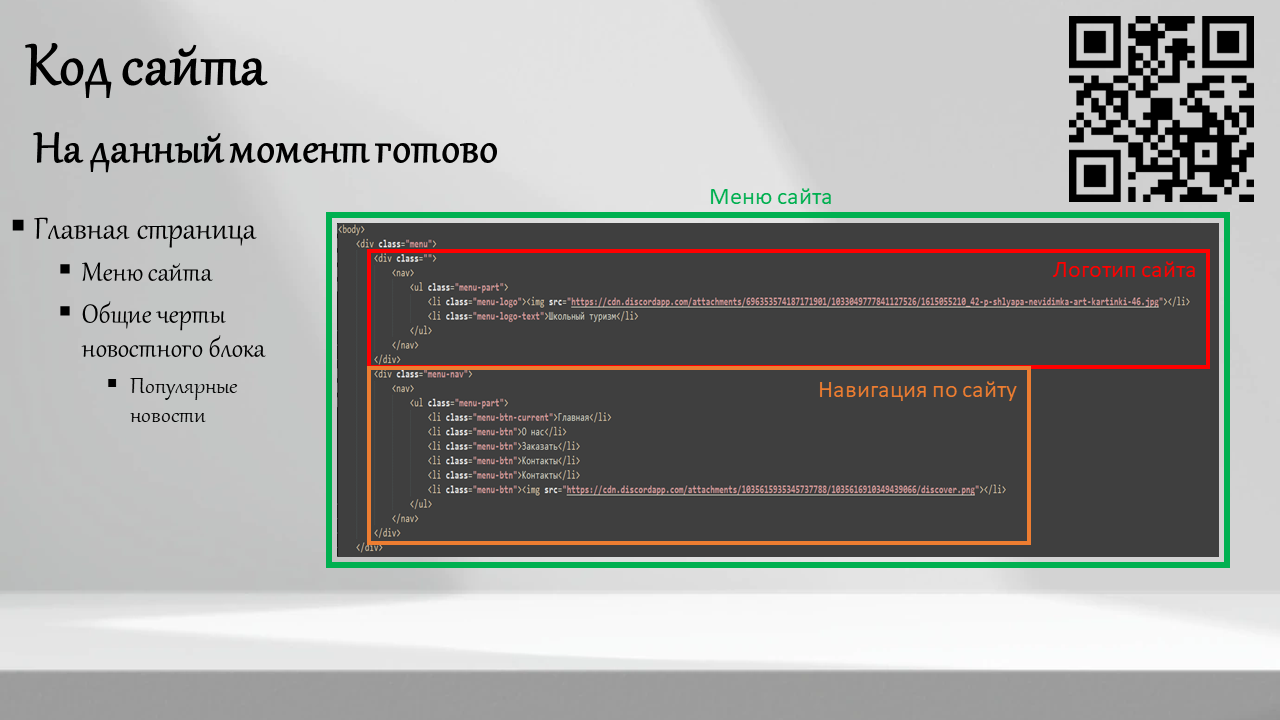 Код сайта
На данный момент готово
Главная страница
Меню сайта
Общие черты
новостного блока
Популярные
новости
Меню сайта
<body>
<div class="menu">
<div class="">
Логотип сайта
<nav>
<ul class="menu-part">
<li class="menu-logo"><img src="https://cdn.discordapp.com/attachments/696353574187171901/1033049777841127526/1615055210_42-p-shlyapa-nevidimka-art-kartinki-46.jpg"></li>
<li class="menu-logo-text">Школьный туризм</li>
</ul>
</nav>
</div>
<div class="menu-nav">
Навигация по сайту
<nav>
<ul class="menu-part">
<li class="menu-btn-current">Главная</li>
<li class="menu-btn">О нас</li>
<li class="menu-btn">Заказать</li>
<li class="menu-btn">Контакты</li>
<li class="menu-btn">Контакты</li>
<li class="menu-btn"><img src="https://cdn.discordapp.com/attachments/1035615935345737788/1035616910349439066/discover.png"></li>
</ul>
</nav>
</div>
</div>